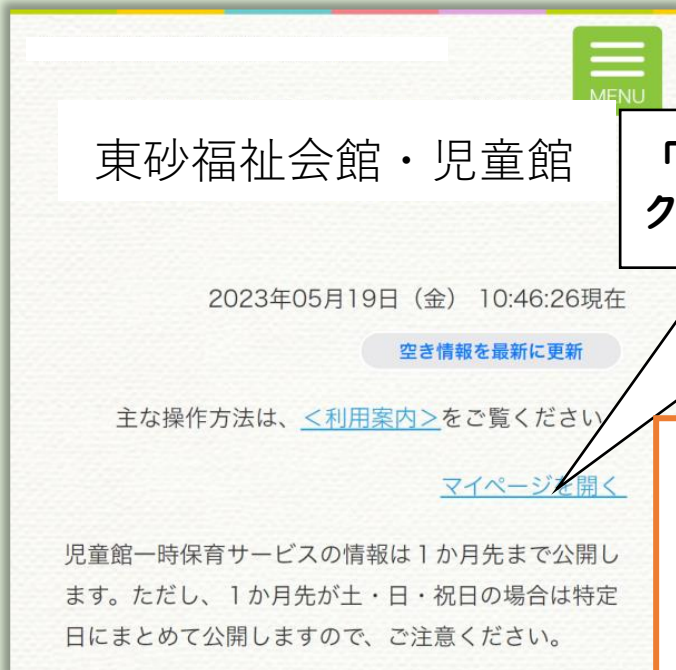 MENU
東砂福祉会館・児童館
「
ク
2023年05月19日（金） 10:46:26現在
空き情報を最新に更新
主な操作方法は、＜利用案内＞をご覧ください
マイページを開く
児童館一時保育サービスの情報は１か月先まで公開し
ます。ただし、１か月先が土・日・祝日の場合は特定
日にまとめて公開しますので、ご注意ください。